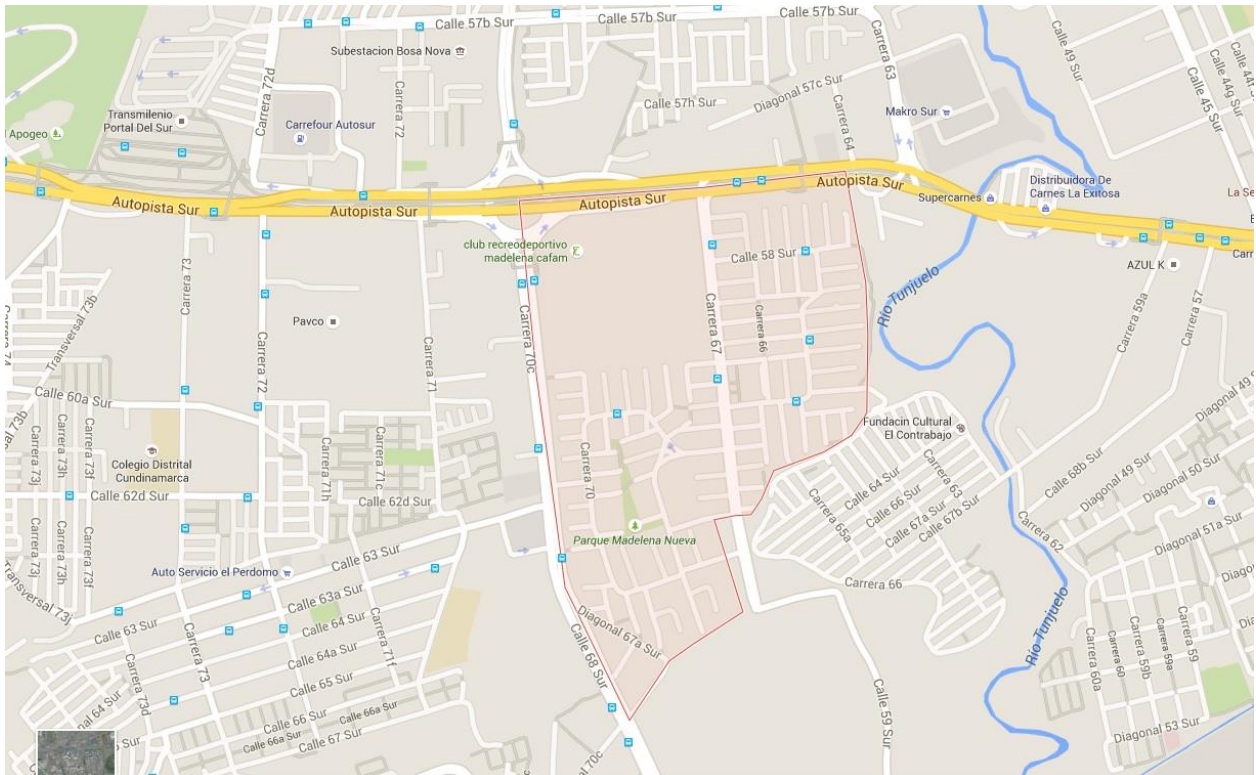 Calle 57b Sur
Calle 57b Sur
Calle 57b Sur
Carrera 63
Calle 49 Sur
Calle 45 Sur
Calle 44g Sur
Subestacion Bosa Nova
Carrera 72d
Carrera 72
Diagonal 57c Sur
Calle 57h Sur
Carrera 64
Makro Sur
Transmilenio
Portal Del Sur
Carrefour Autosur
Apogeo
Autopista Sur
Autopista Sur
Autopista Sur
Autopista Sur
Distribuidora De
Carnes La Exitosa
Supercarnes
La Se
club recreodeportivo
madelena cafam
Calle 58 Sur
AZUL K
Carr
Río Tunjuelo
Carrera 73
Transversal 73b
Pavco
Carrera 72
Carrera 71
Carrera 70c
Carrera 67
Carrera 66
Carrera 59a
Carrera 57
Calle 60a Sur
Diagonal 49
Fundacin Cultural
El Contrabajo
Colegio Distrital
Cundinamarca
Carrera 73j
Carrera 73h
Carrera 73f
Carrera 71h
Carrera 71c
Carrera 70
Calle 62d Sur
Calle 62d Sur
Calle 64 Sur
Calle 66 Sur
Calle 67a Sur
Calle 67b Sur
Carrera 63
Carrera 65a
Calle 68b Sur
Diagonal 49 Sur
Diagonal 50 Sur
Diagonal 51a Sur
Carrera 62
Parque Madelena Nueva
Calle 63 Sur
Carrera 66
Auto Servicio el Perdomo
Carrera 73j
Carrera 73h
Carrera 73f
Transversal 73j
Calle 63 Sur
Calle 63a Sur
Calle 64 Sur
Calle 64a Sur
Calle 65 Sur
Calle 66 Sur
Calle 66a Sur
Calle 66a Sur
Calle 67 Sur
Carrera 71f
Carrera 73
Carrera 73d
Diagonal 67a Sur
Calle 68 Sur
70c
Calle 59 Sur
Río Tunjuelo
Carrera 60a
Carrera 60
Carrera 59b
Carrera 59a
Carrera 59
Diagonal 53 Sur